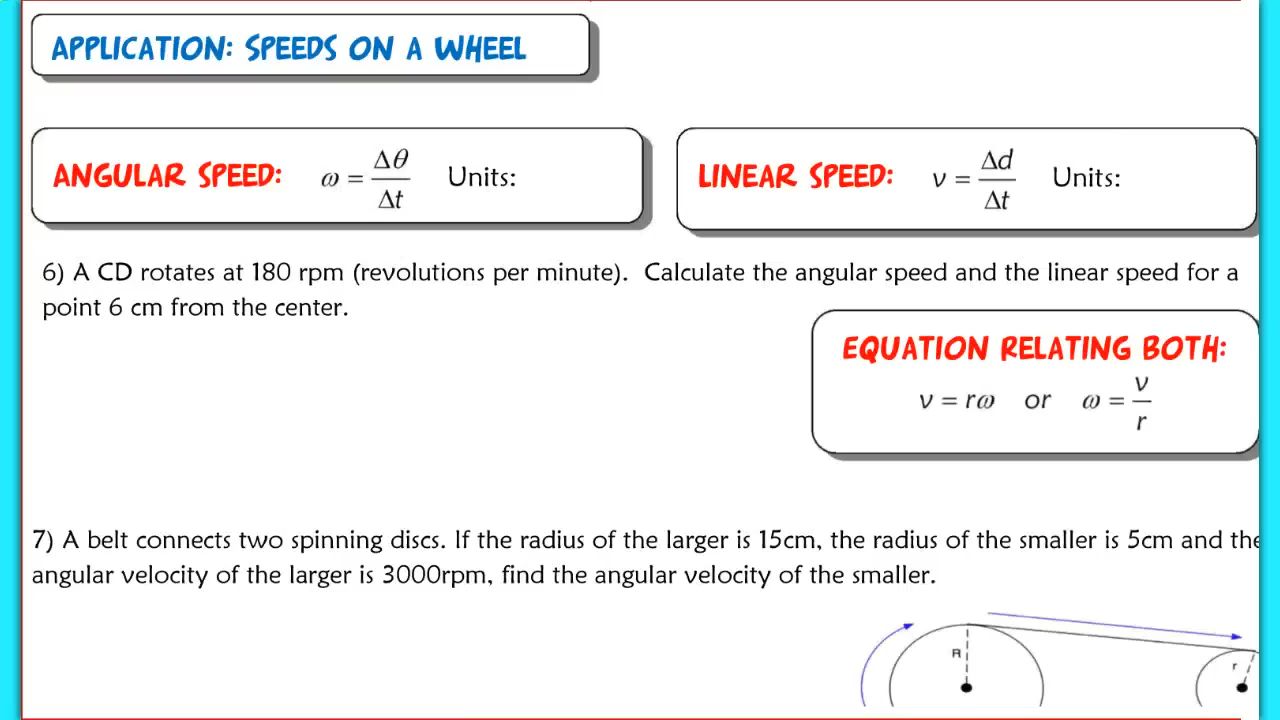 APPLICATION: SPEEDS ON A WHEEL
ANGULAR SPEED: ω = Δθ/Δt Units:
LINEAR SPEED: v = Δd/Δt Units:
6) A CD rotates at 180 rpm (revolutions per minute). Calculate the angular speed and the linear speed for a
point 6 cm from the center.
EQUATION RELATING BOTH:
v = rω or ω = v/r
7) A belt connects two spinning discs. If the radius of the larger is 15cm, the radius of the smaller is 5cm and the
angular velocity of the larger is 3000rpm, find the angular velocity of the smaller.
R
r